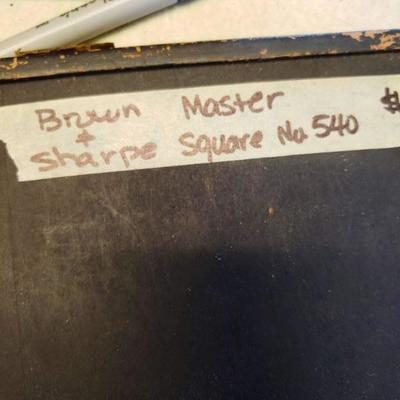 Brown Master $
+
Sharpe Square No 540